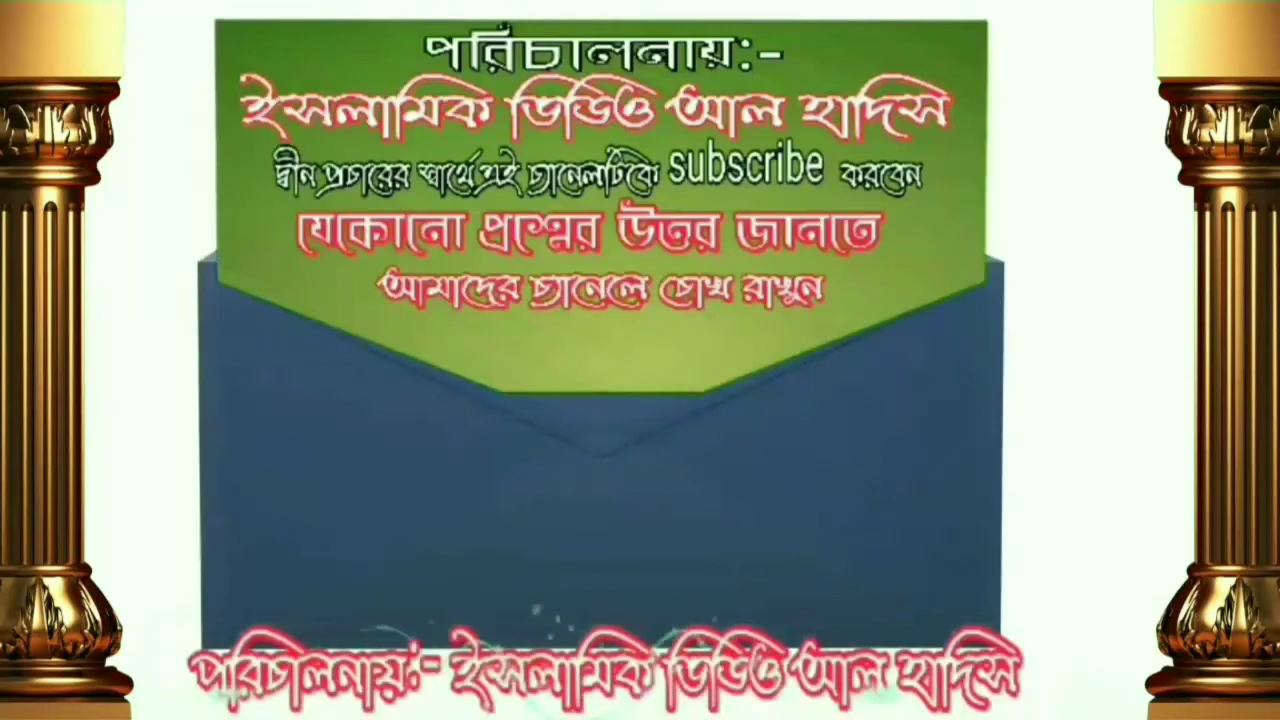 পরিচালনায়:-
ইসলামিক ভিডিও আল হাদিস
দ্বীন প্রচারের স্বার্থে এই চ্যানেলটিকে subscribe করবেন
যেকোনো প্রশ্নের উত্তর জানতে
আমাদের চ্যানেলে চোখ রাখুন
পরিচালনায়:- ইসলামিক ভিডিও আল হাদিস